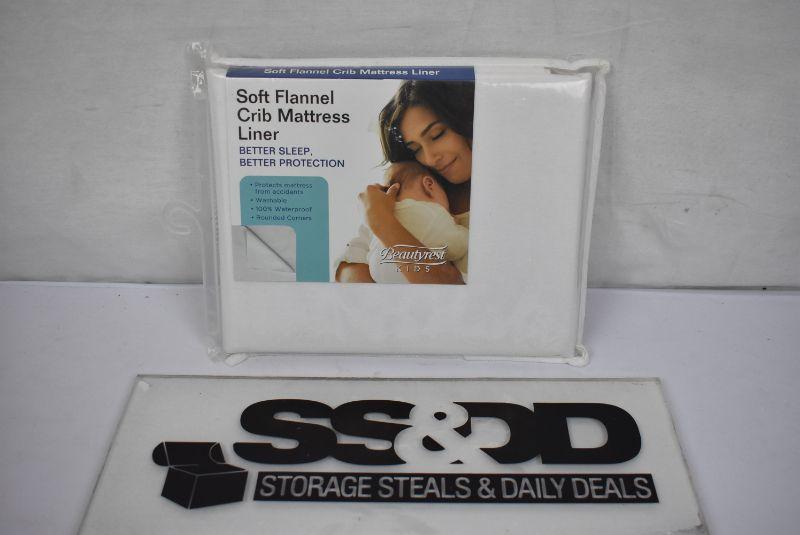 Soft Flannel Crib Mattress Liner
Soft Flannel
Crib Mattress
Liner
BETTER SLEEP,
BETTER PROTECTION
• Protects mattress
from accidents
• Washable
• 100% Waterproof
• Rounded Corners
Beautyrest
KIDS
SS&DD
STORAGE STEALS & DAILY DEALS